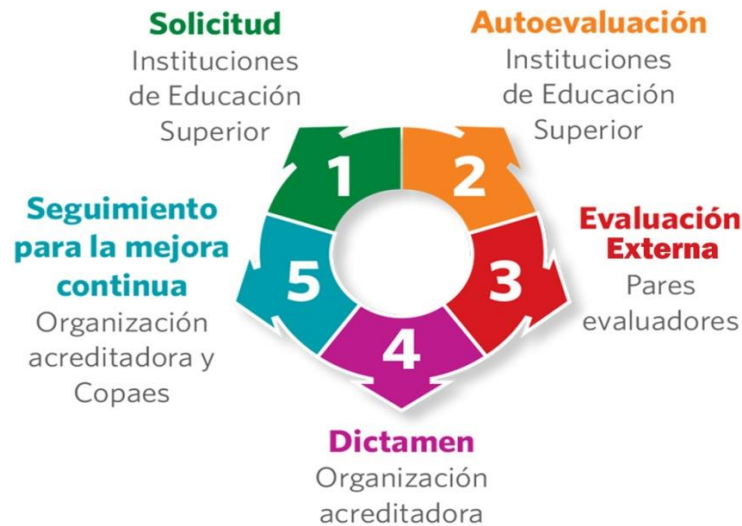 Solicitud
Instituciones
de Educación
Superior
Autoevaluación
Instituciones
de Educación
Superior
1
2
3
4
5
Evaluación
Externa
Pares
evaluadores
Dictamen
Organización
acreditadora
Seguimiento
para la mejora
continua
Organización
acreditadora y
Copaes